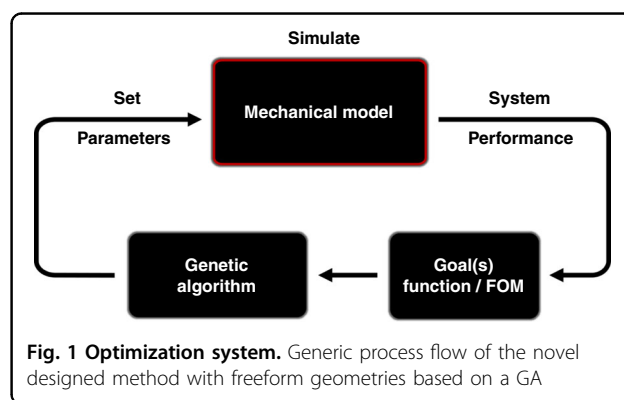 Simulate
Set
Parameters
Mechanical model
System
Performance
Genetic
algorithm
Goal(s)
function / FOM
Fig. 1 Optimization system. Generic process flow of the novel
designed method with freeform geometries based on a GA